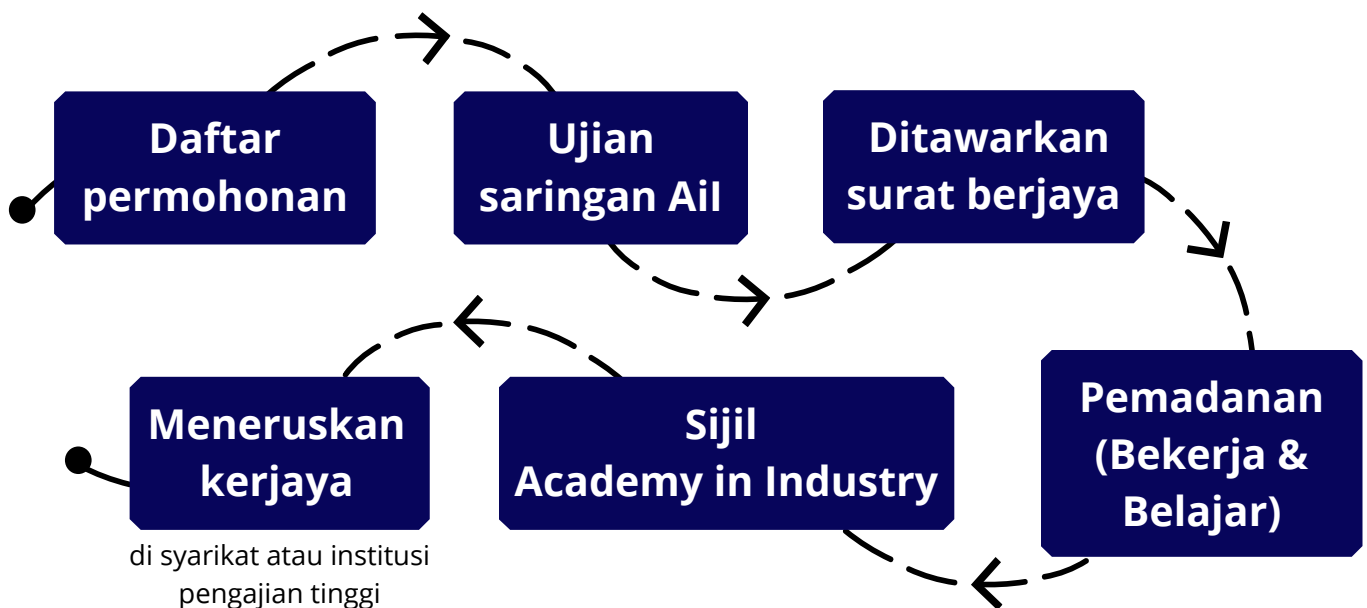 Daftar
permohonan
Ujian
saringan AiI
Ditawarkan
surat berjaya
Pemadanan
(Bekerja &
Belajar)
Sijil
Academy in Industry
Meneruskan
kerjaya
di syarikat atau institusi
pengajian tinggi